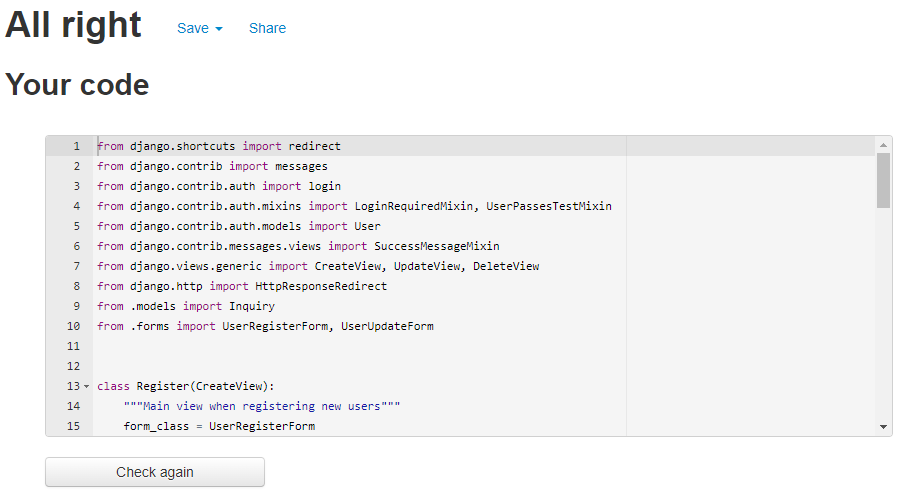 All right Save Share
Your code
1 from django.shortcuts import redirect
2 from django.contrib import messages
3 from django.contrib.auth import login
4 from django.contrib.auth.mixins import LoginRequiredMixin, UserPassesTestMixin
5 from django.contrib.auth.models import User
6 from django.contrib.messages.views import SuccessMessageMixin
7 from django.views.generic import CreateView, UpdateView, DeleteView
8 from django.http import HttpResponseRedirect
9 from .models import Inquiry
10 from .forms import UserRegisterForm, UserUpdateForm
11
12
13 class Register(CreateView):
14     """Main view when registering new users"""
15     form_class = UserRegisterForm
Check again